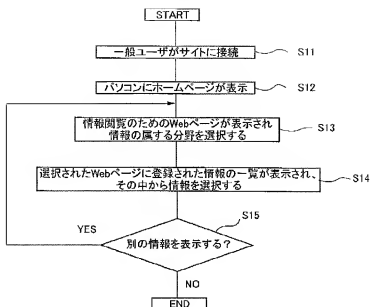 START
一般ユーザがサイトに接続
S11
パソコンにホームページが表示
S12
情報閲覧のためのWebページが表示され
情報の属する分野を選択する
S13
選択されたWebページに登録された情報の一覧が表示され、
その中から情報を選択する
S14
S15
別の情報を表示する?
YES
NO
END